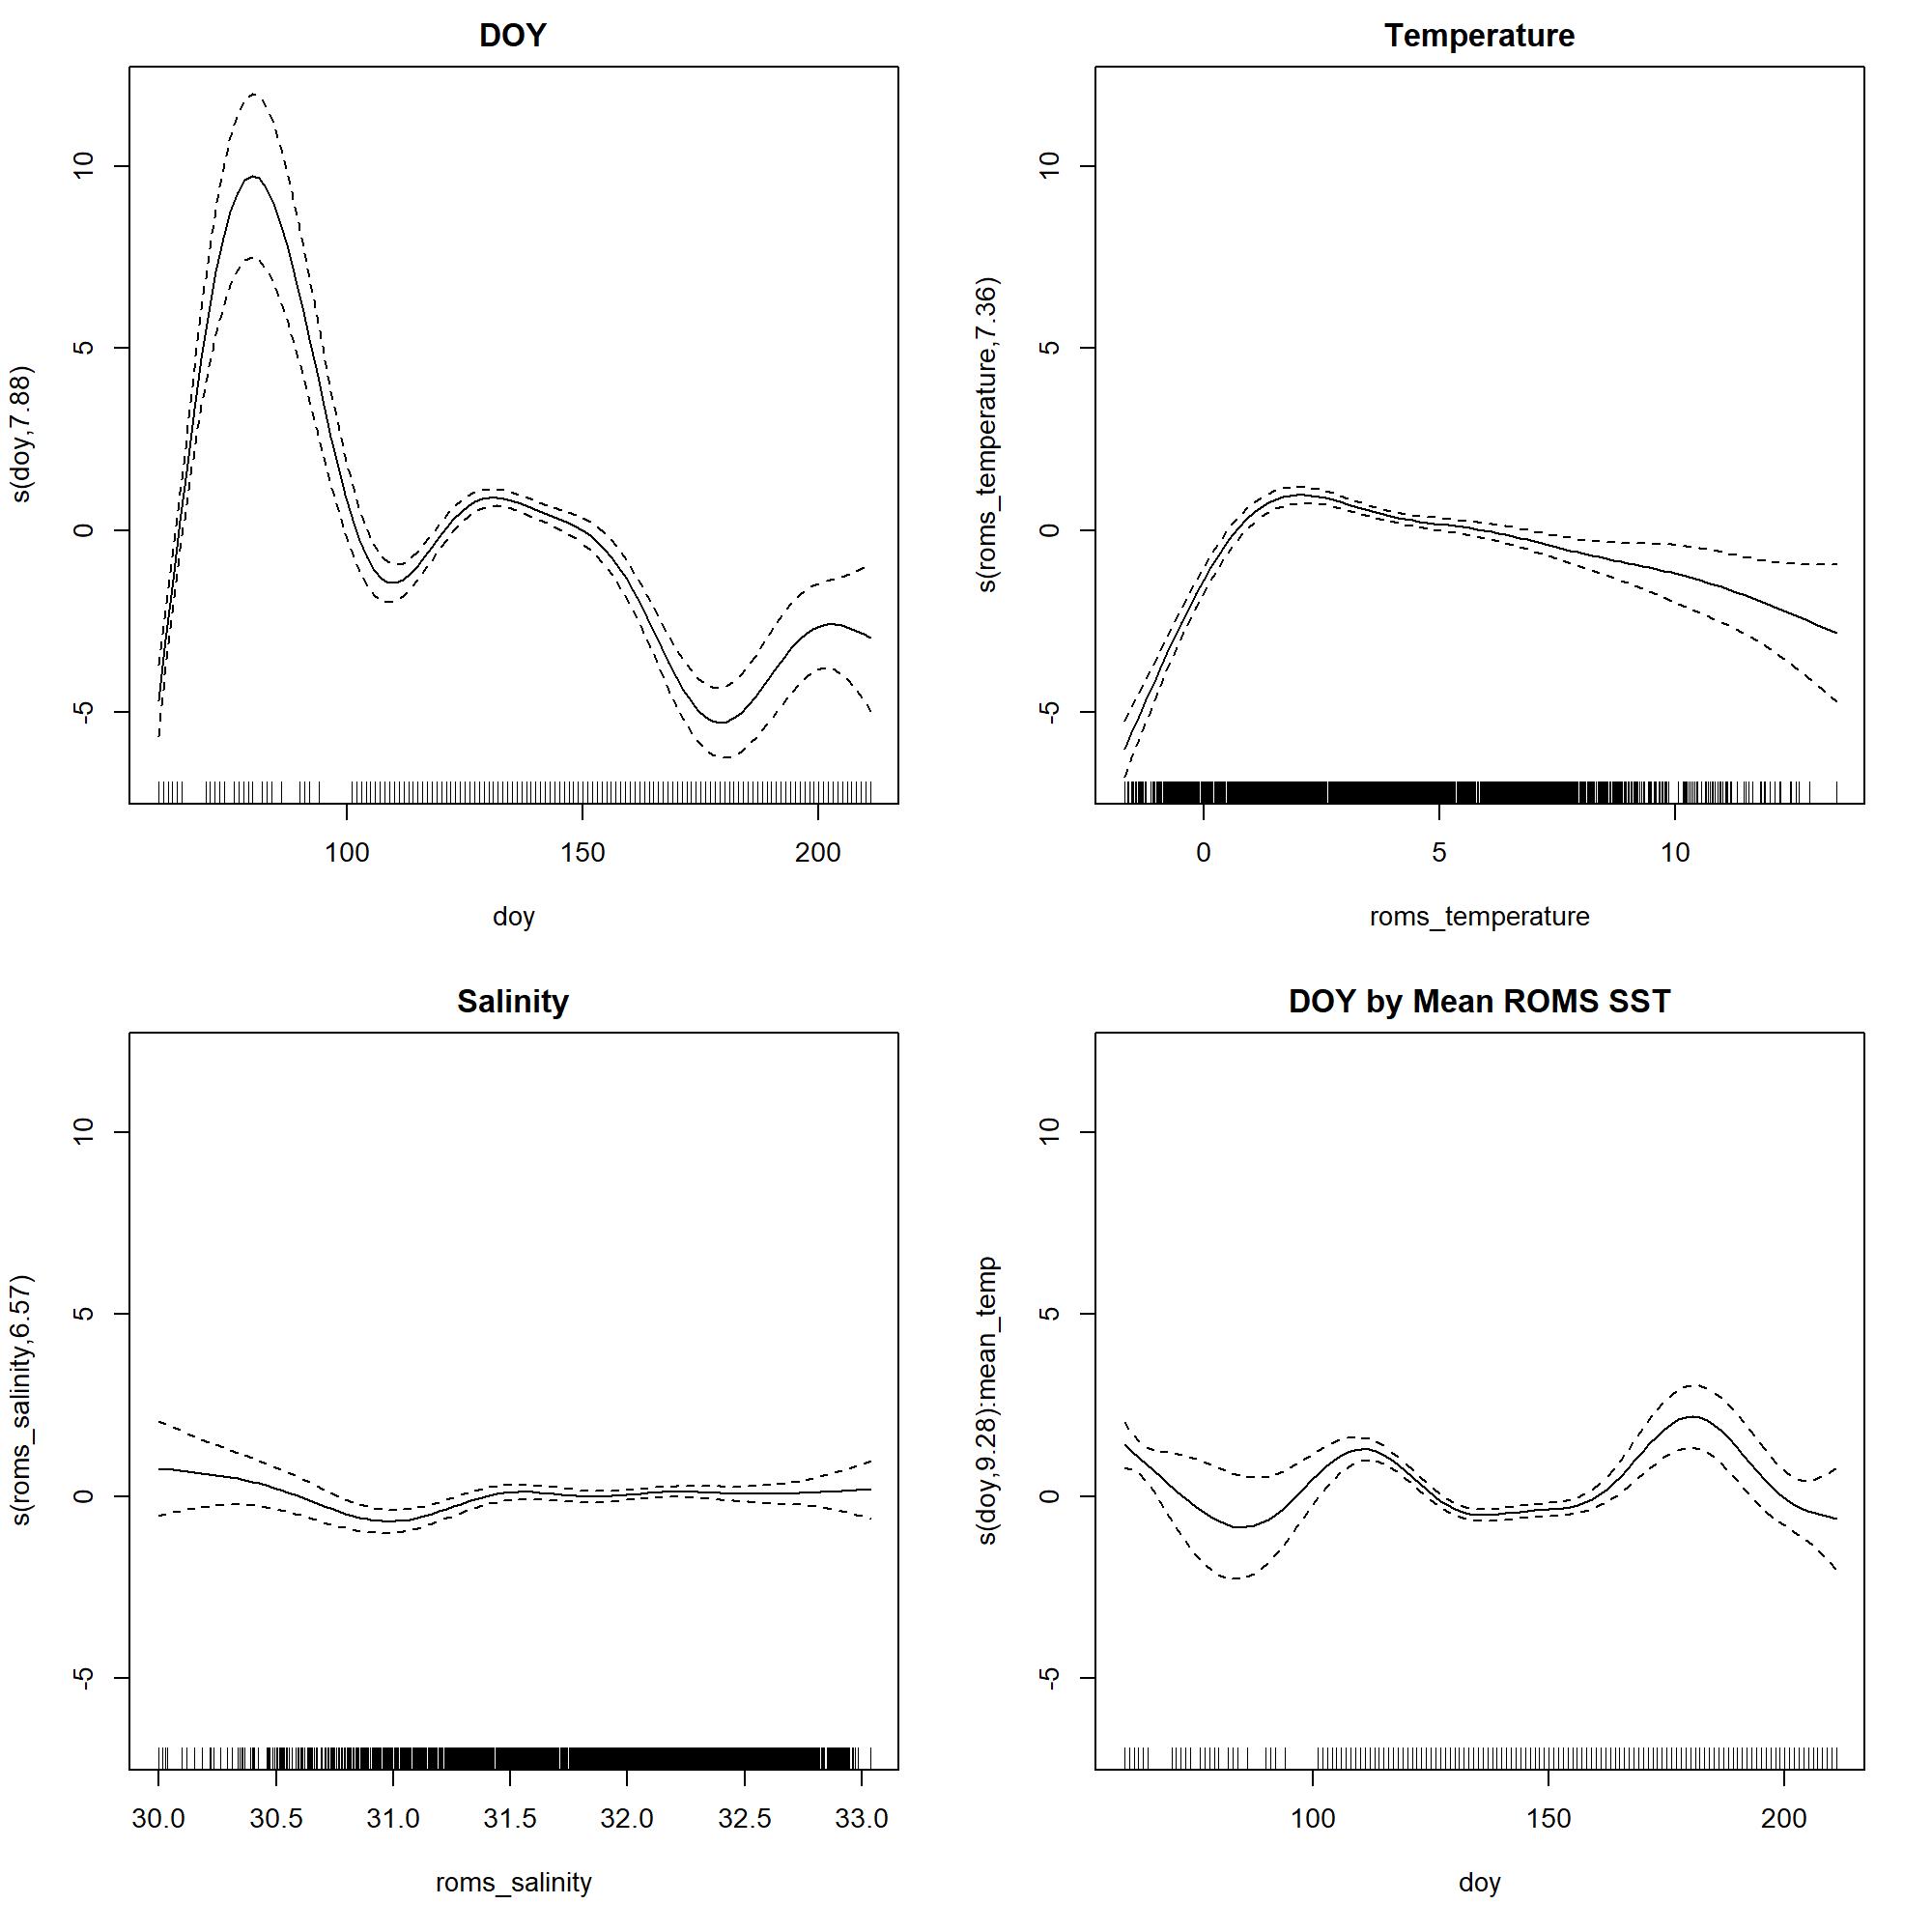 DOY
s(doy,7.88)
10
5
0
-5
100 150 200
doy
Temperature
s(roms_temperature,7.36)
10
5
0
-5
0 5 10
roms_temperature
Salinity
s(roms_salinity,6.57)
10
5
0
-5
30.0 30.5 31.0 31.5 32.0 32.5 33.0
roms_salinity
DOY by Mean ROMS SST
s(doy,9.28):mean_temp
10
5
0
-5
100 150 200
doy